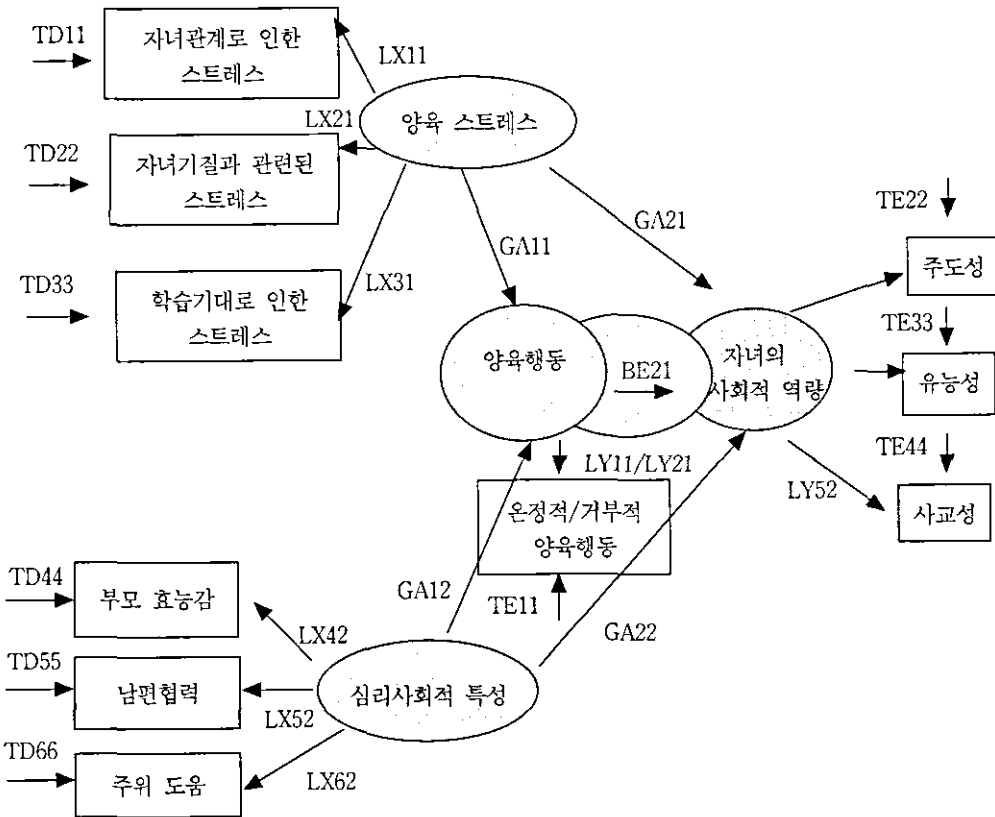 TD11
자녀관계로 인한
스트레스
LX11
LX21
양육 스트레스
TD22
자녀기질과 관련된
스트레스
TE22
GA21
주도성
GA11
TD33
학습기대로 인한
스트레스
LX31
TE33
양육행동
BE21
자녀의
사회적 역량
유능성
TE44
LY11/LY21
LY52
온정적/거부적
양육행동
사교성
TD44
부모 효능감
GA12
TE11
GA22
LX42
TD55
남편협력
심리사회적 특성
LX52
TD66
주위 도움
LX62